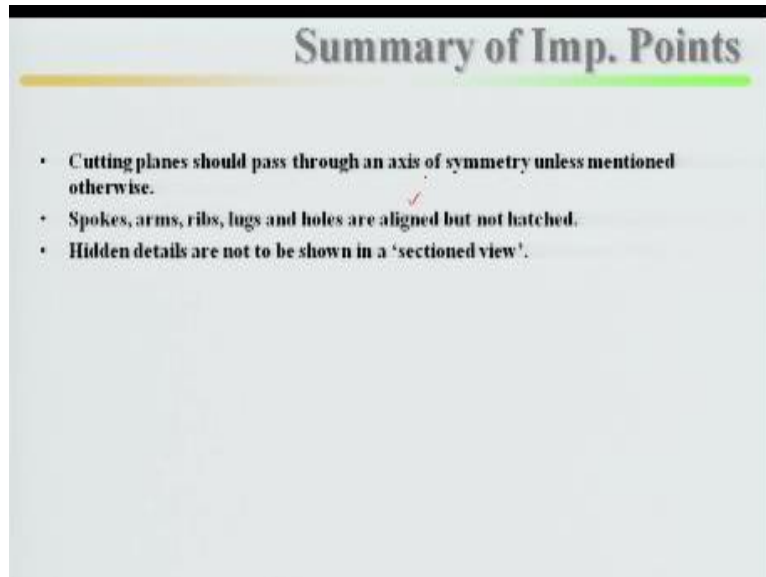 Summary of Imp. Points
• Cutting planes should pass through an axis of symmetry unless mentioned
otherwise.
• Spokes, arms, ribs, lugs and holes are aligned but not hatched.
• Hidden details are not to be shown in a ‘sectioned view’.